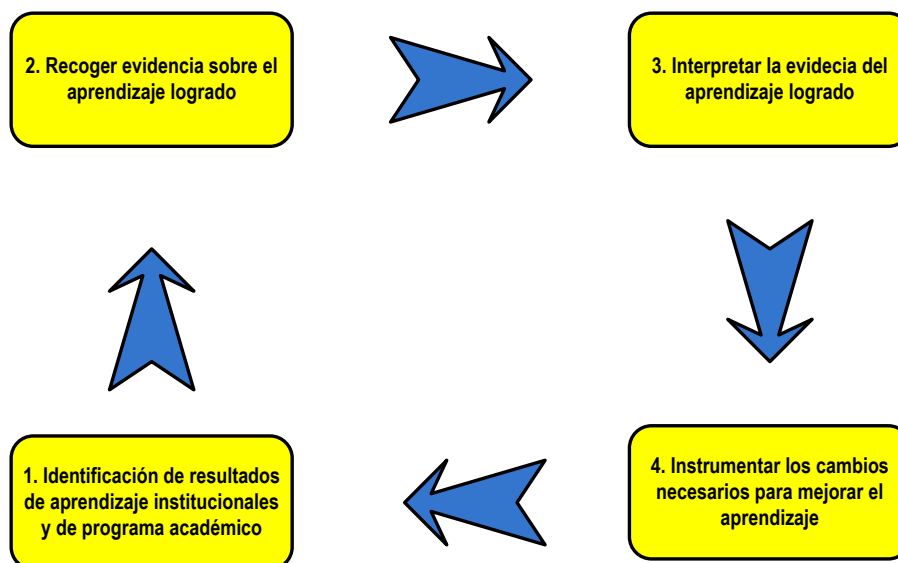 2. Recoger evidencia sobre el
aprendizaje logrado
3. Interpretar la evidecia del
aprendizaje logrado
1. Identificación de resultados
de aprendizaje institucionales
y de programa académico
4. Instrumentar los cambios
necesarios para mejorar el
aprendizaje